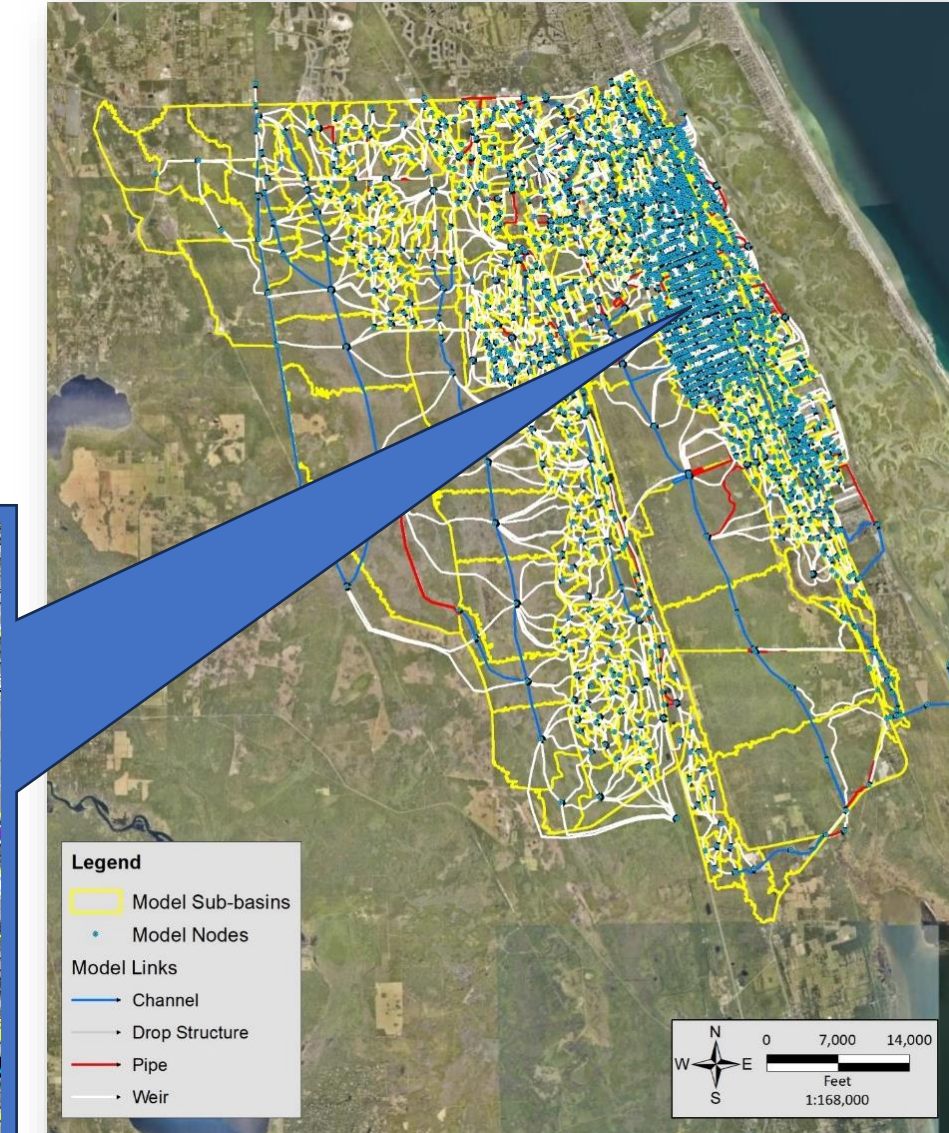 Legend
Model Sub-basins
Model Nodes
Model Links
Channel
Drop Structure
Pipe
Weir
N
W E
S
0 7,000 14,000
Feet
1:168,000